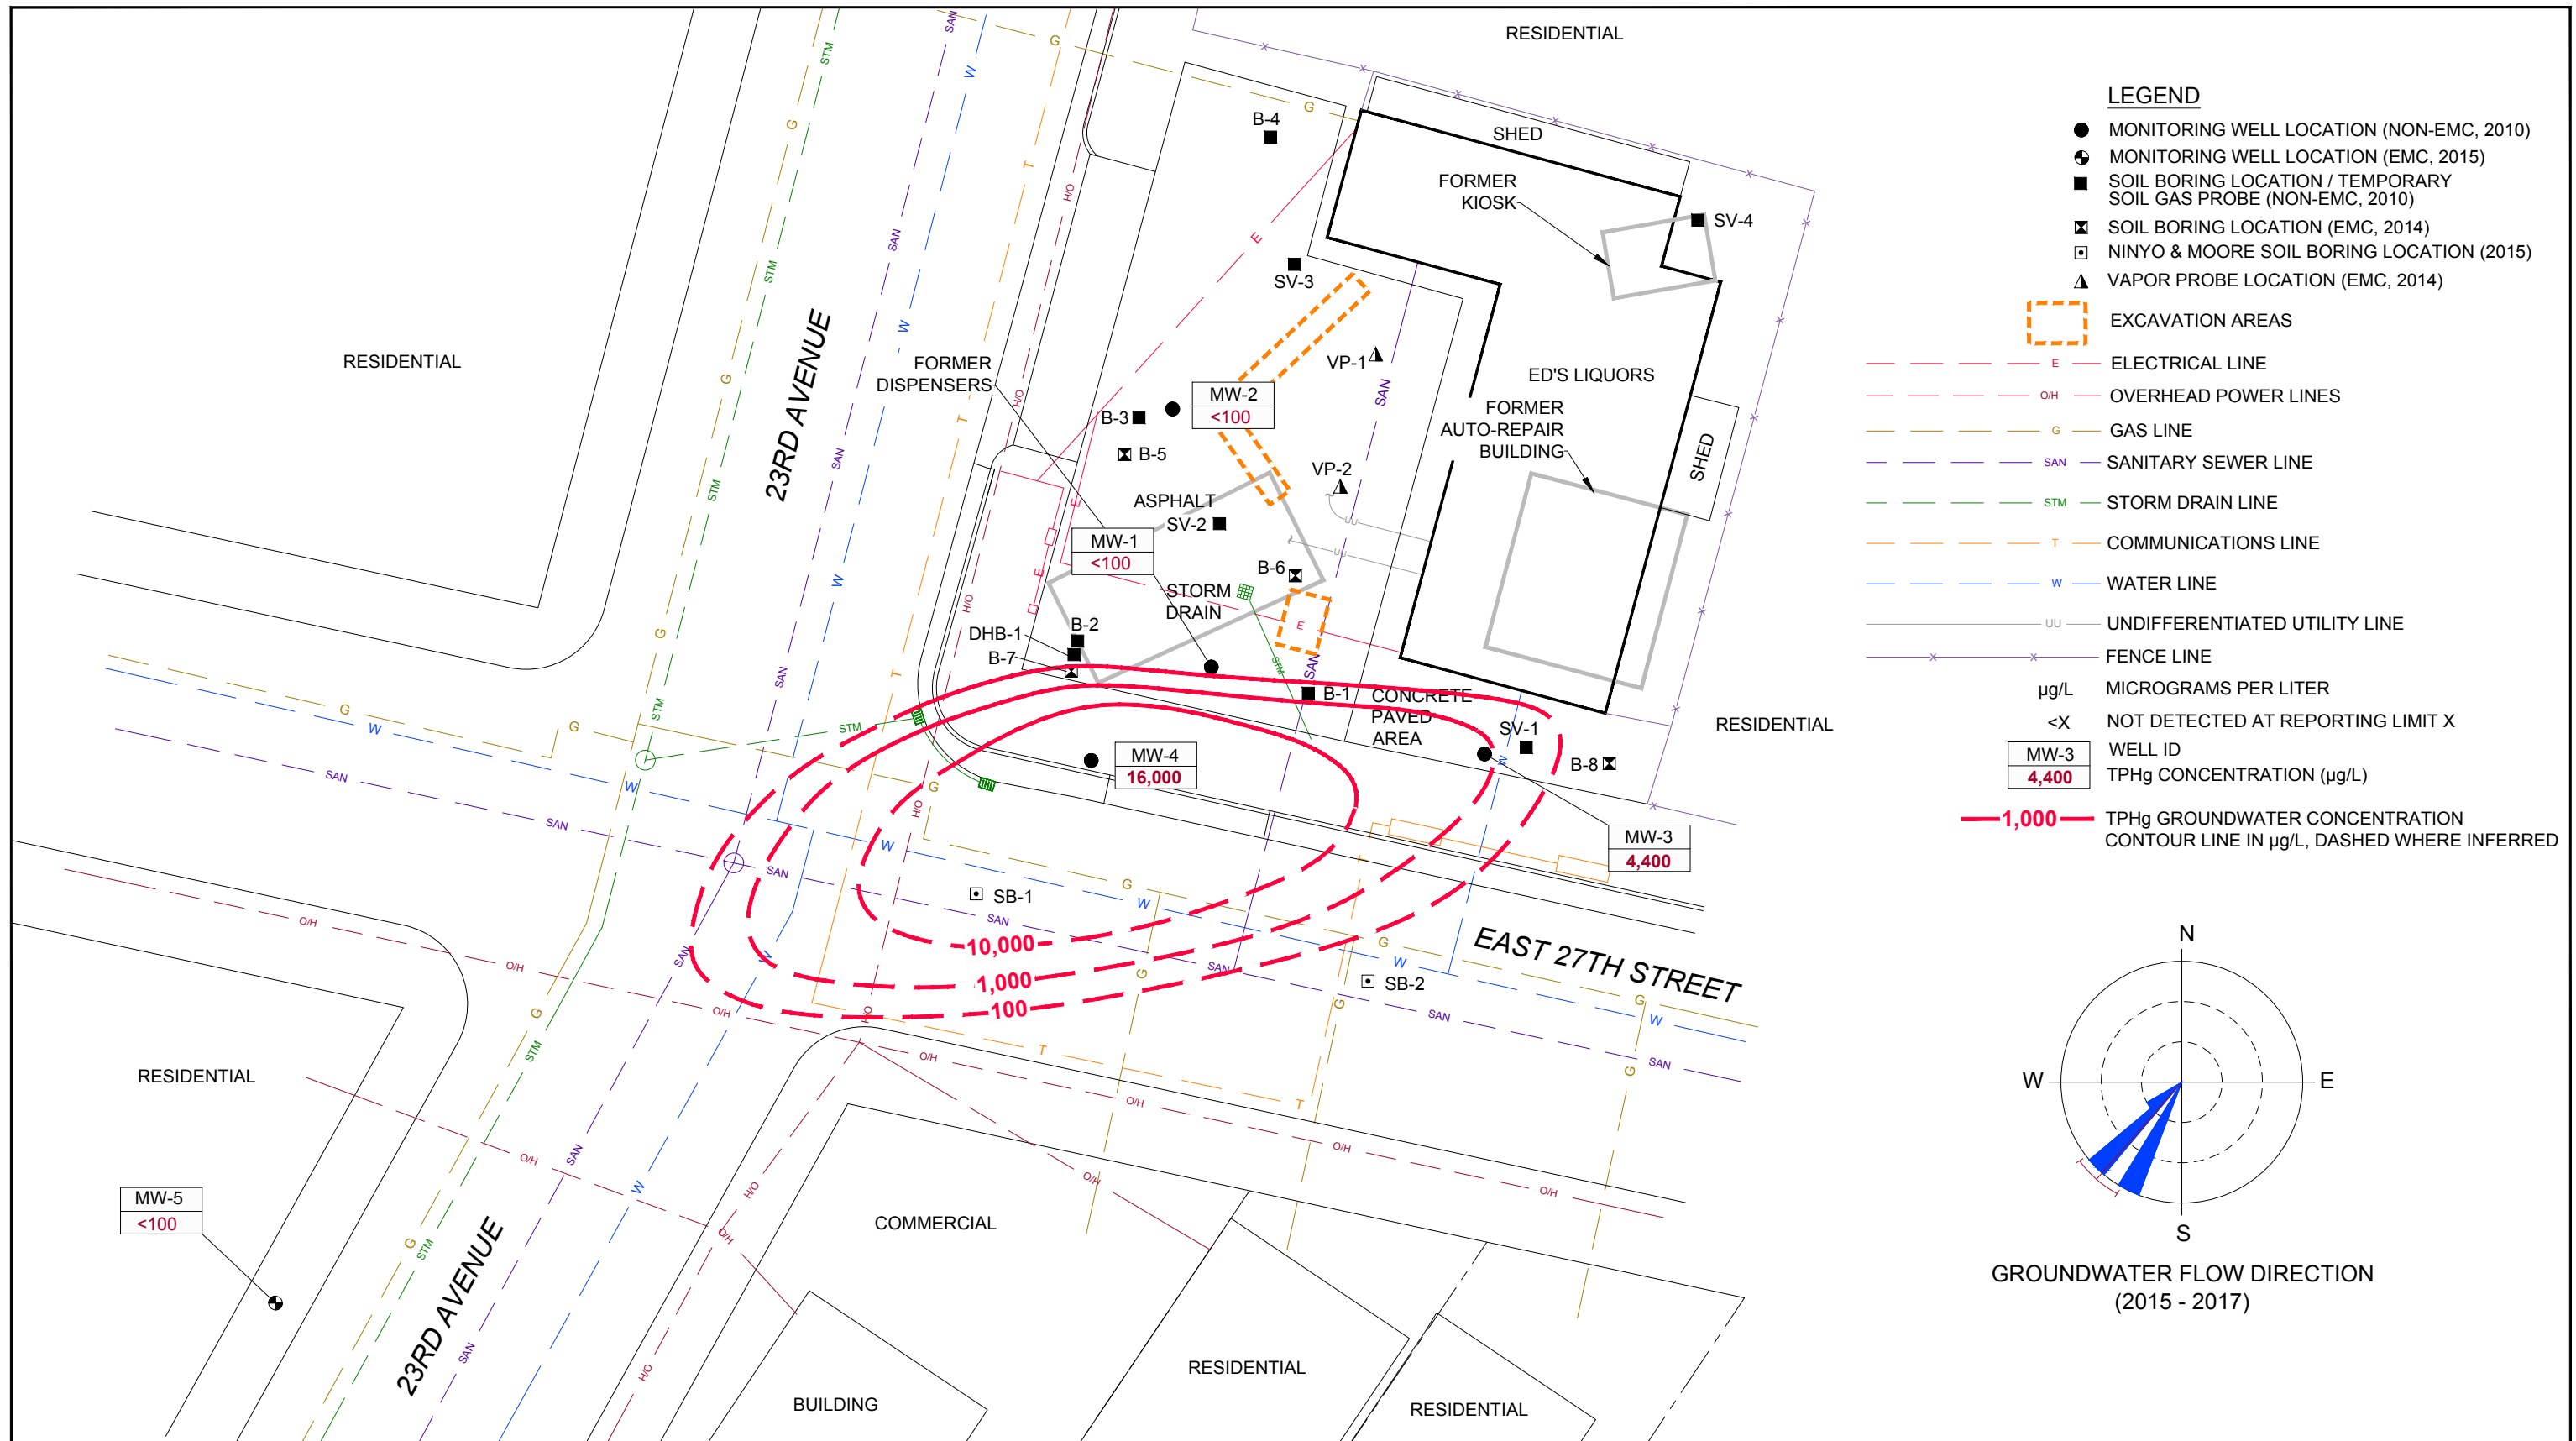 RESIDENTIAL
LEGEND
MONITORING WELL LOCATION (NON-EMC, 2010)
MONITORING WELL LOCATION (EMC, 2015)
SOIL BORING LOCATION / TEMPORARY
SOIL GAS PROBE (NON-EMC, 2010)
SOIL BORING LOCATION (EMC, 2014)
NINYO & MOORE SOIL BORING LOCATION (2015)
VAPOR PROBE LOCATION (EMC, 2014)
EXCAVATION AREAS
E ELECTRICAL LINE
O/H OVERHEAD POWER LINES
G GAS LINE
SAN SANITARY SEWER LINE
STM STORM DRAIN LINE
T COMMUNICATIONS LINE
W WATER LINE
UU UNDIFFERENTIATED UTILITY LINE
X X FENCE LINE
µg/L MICROGRAMS PER LITER
<X NOT DETECTED AT REPORTING LIMIT X
MW-3 WELL ID
4,400 TPHg CONCENTRATION (µg/L)
1,000 TPHg GROUNDWATER CONCENTRATION
CONTOUR LINE IN µg/L, DASHED WHERE INFERRED
N
W
E
S
GROUNDWATER FLOW DIRECTION
(2015 - 2017)
B-4
SHED
FORMER
KIOSK
SV-4
SV-3
RESIDENTIAL
23RD AVENUE
FORMER
DISPENSERS
VP-1
MW-2
<100
ED'S LIQUORS
FORMER
AUTO-REPAIR
BUILDING
SHED
B-3
B-5
VP-2
ASPHALT
SV-2
MW-1
<100
B-6
STORM
DRAIN
DHB-1
B-2
B-7
B-1
CONCRETE
PAVED
AREA
SV-1
B-8
RESIDENTIAL
MW-4
16,000
MW-3
4,400
SB-1
10,000
1,000
100
SB-2
EAST 27TH STREET
RESIDENTIAL
MW-5
<100
23RD AVENUE
COMMERCIAL
BUILDING
RESIDENTIAL
RESIDENTIAL
G
STM
SAN
W
T
O/H
E
UU
X